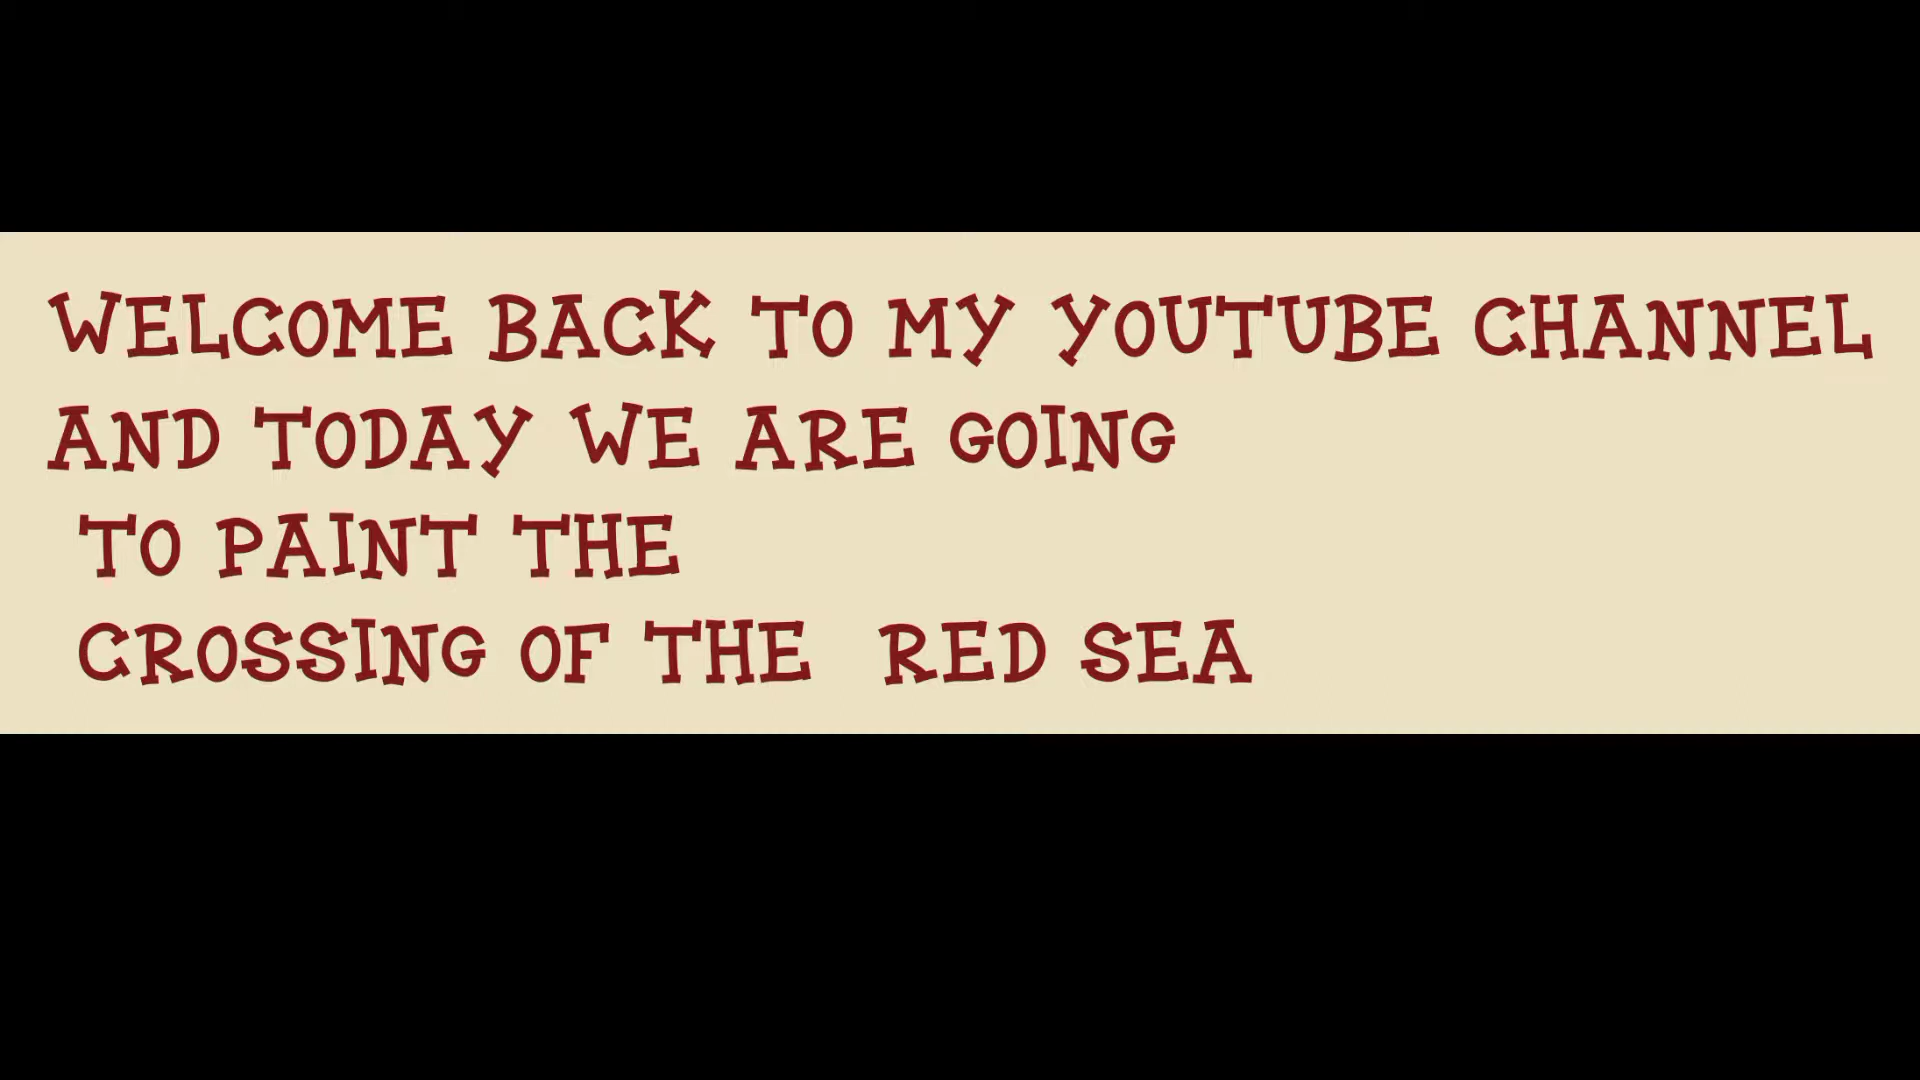 WELCOME BACK TO MY YOUTUBE CHANNEL
AND TODAY WE ARE GOING
TO PAINT THE
CROSSING OF THE RED SEA